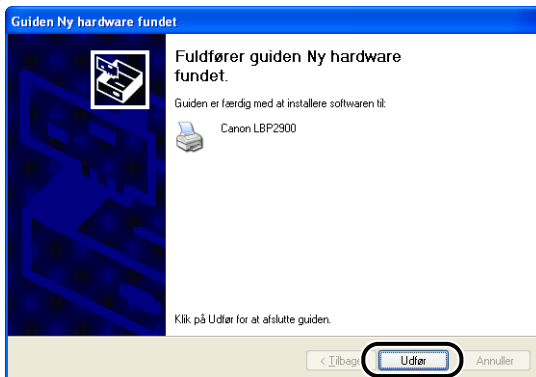 Guiden Ny hardware fundet
Fuldfører guiden Ny hardware
fundet.
Guiden er færdig med at installere softwaren til:
Canon LBP2900
Klik på Udfør for at afslutte guiden.
< Tilbage Udfør Annuller